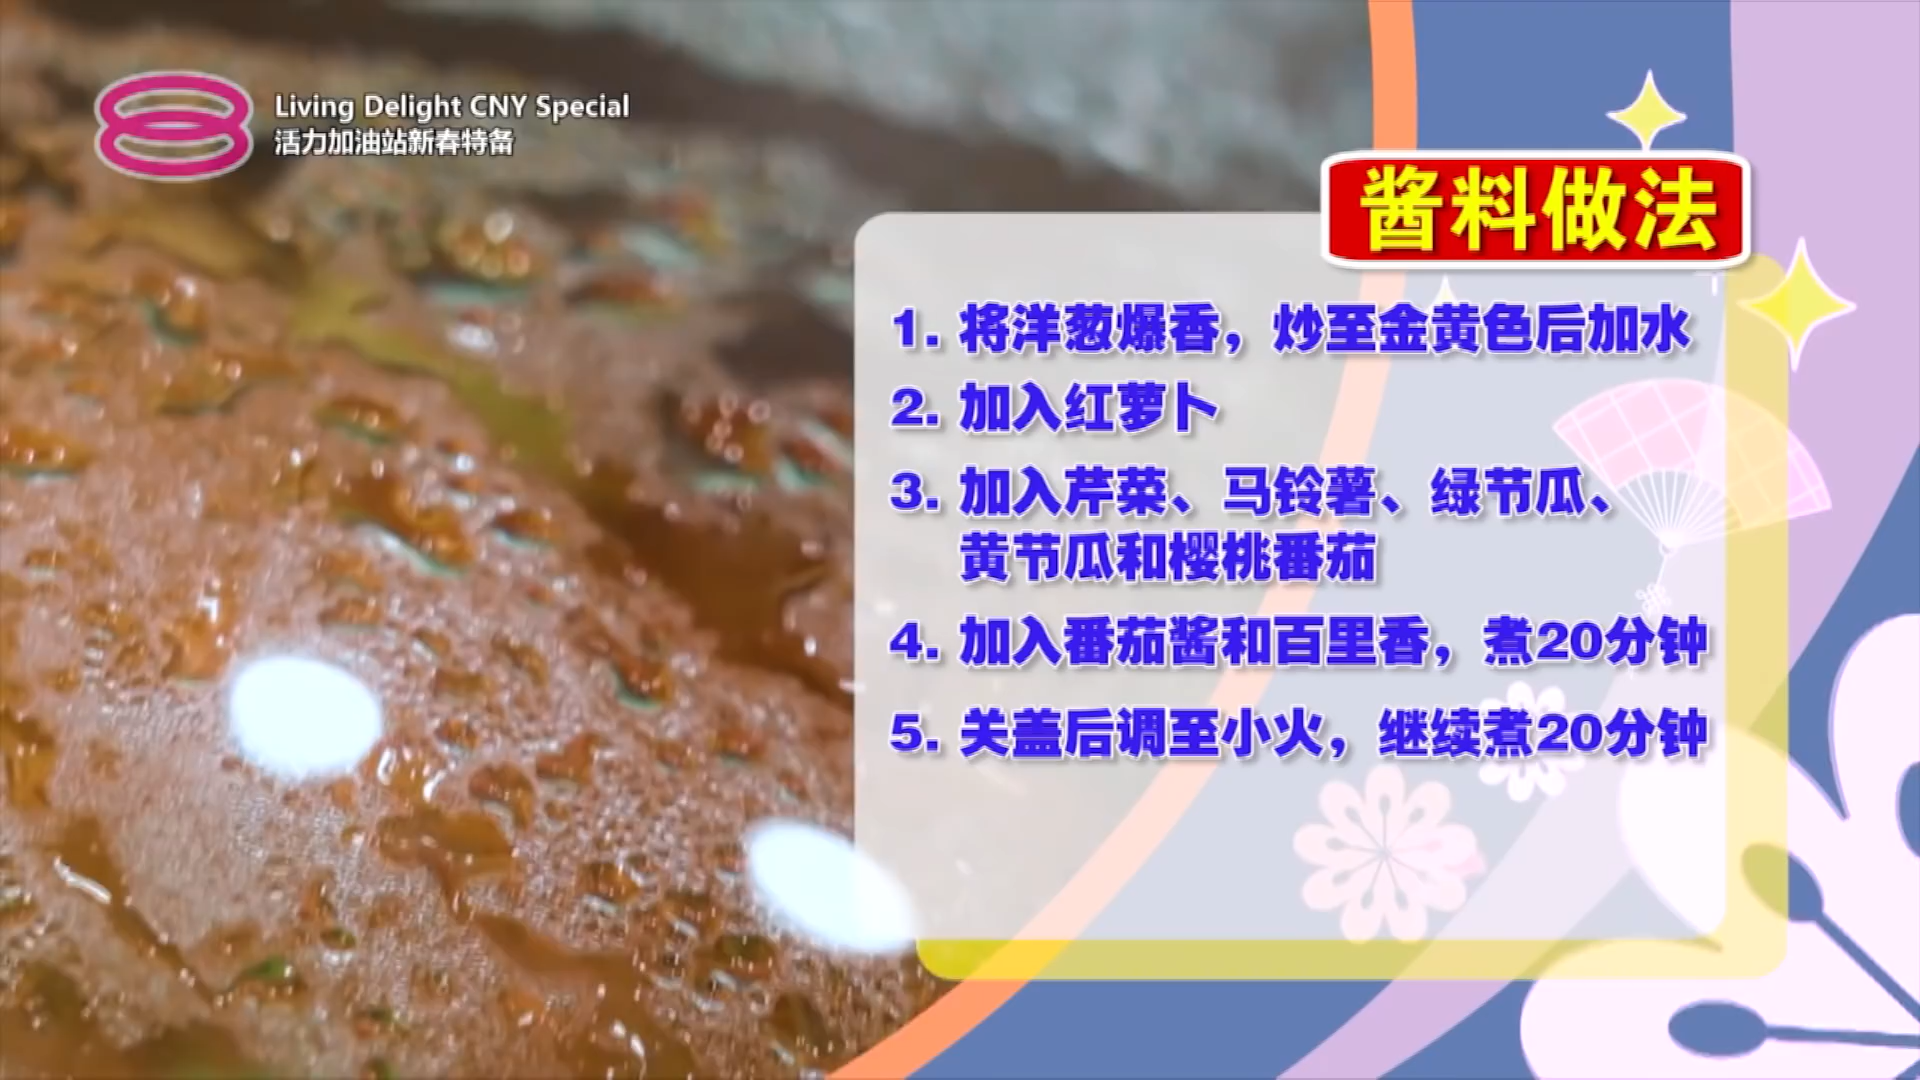 Living Delight CNY Special
活力加油站新春特备
酱料做法
1. 将洋葱爆香，炒至金黄色后加水
2. 加入红萝卜
3. 加入芹菜、马铃薯、绿节瓜、
黄节瓜和樱桃番茄
4. 加入番茄酱和百里香，煮20分钟
5. 关盖后调至小火，继续煮20分钟